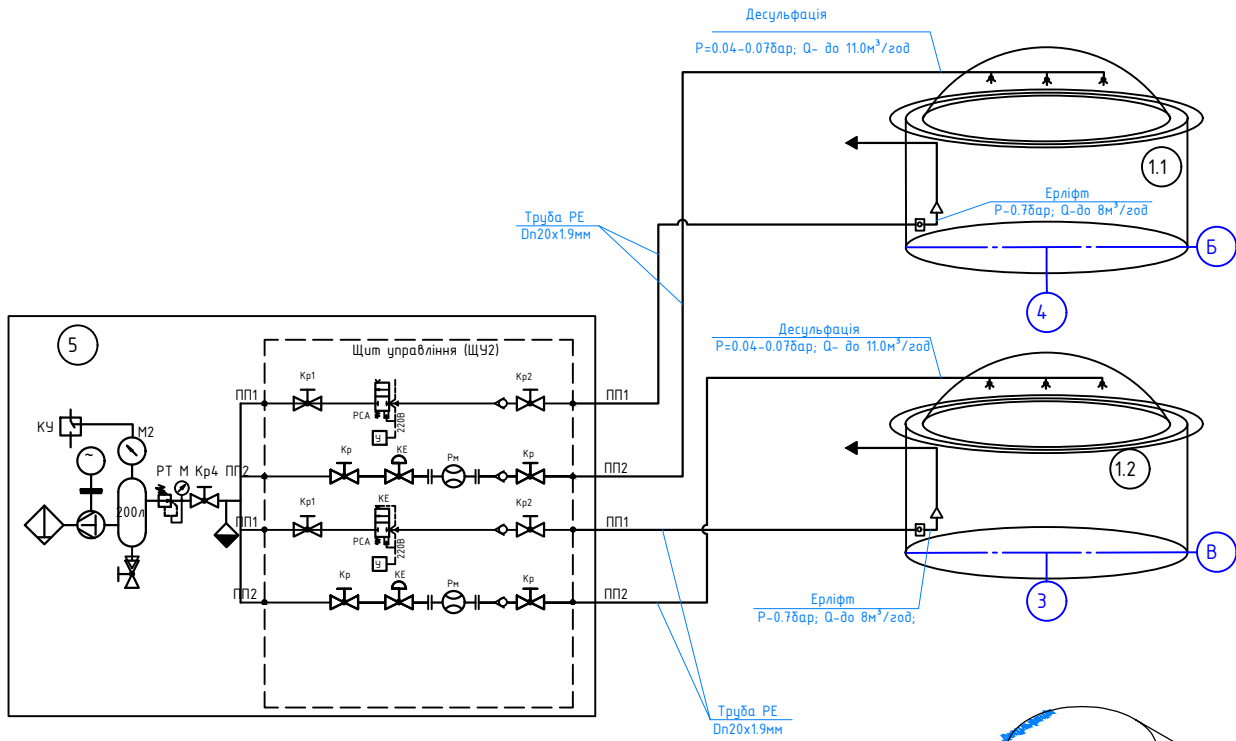 Десульфація
P=0.04-0.07бар; Q- до 11.0м³/год
1.1
Ерліфт
P-0.7бар; Q-до 8м³/год
Труба PE
Dn20x1.9мм
Б
4
5
Щит управління (ЩУ2)
Десульфація
P=0.04-0.07бар; Q- до 11.0м³/год
Кр1
Кр2
ПП1
ПП1
РСА
220В
У
КУ
М2
~
Кр
КЕ
Рм
Кр
РТ М Кр4 ПП2
ПП2
1.2
200л
Кр1
КЕ
Кр2
ПП1
ПП1
РСА
220В
У
В
Кр
КЕ
Рм
Кр
ПП2
ПП2
Ерліфт
P-0.7бар; Q-до 8м³/год;
3
Труба PE
Dn20x1.9мм